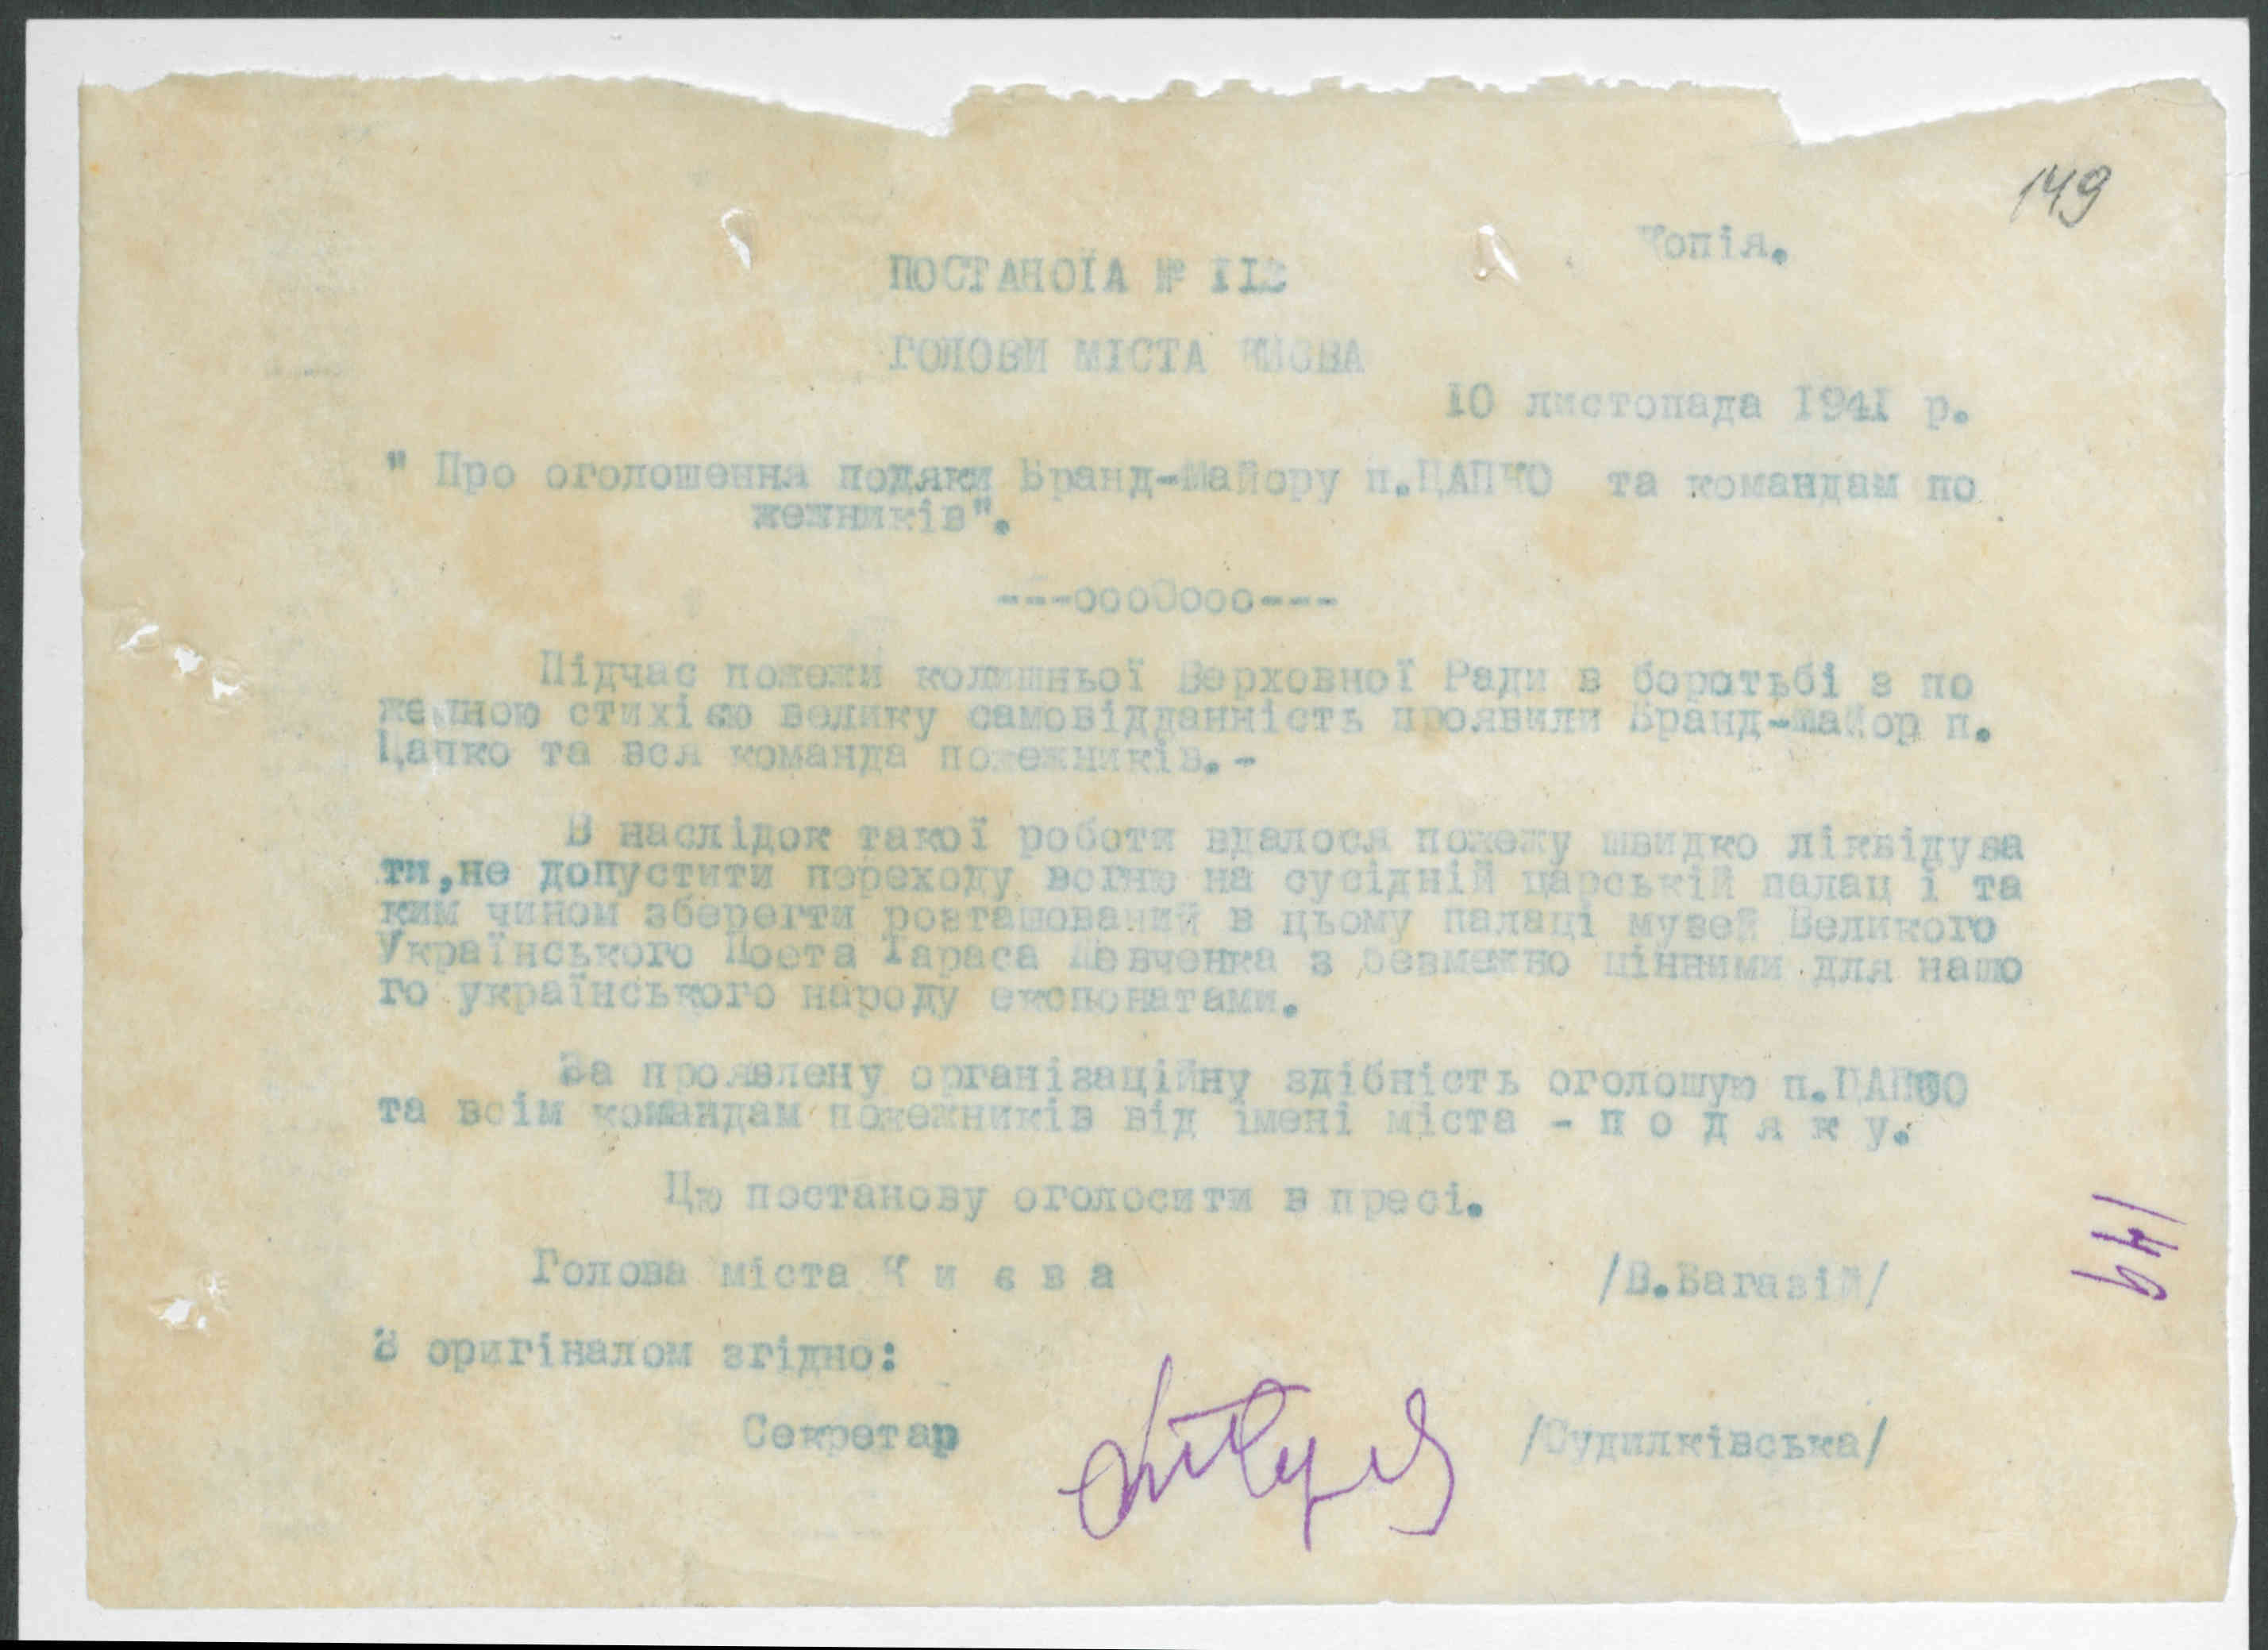 149
Копія.
ПОСТАНОЇА №
ГОЛОВИ МІСТА КИЄВА
10 листопада 1941 р.
" Про оголошення подяки Бранд-Майору п.ЦАПКО та командам по
жежників".
---ооо0ооо---
Підчас пожежи колишньої Верховної Ради в боротьбі з по
жежною стихією велику самовідданність проявили Бранд-майор п.
Цапко та вся команда пожежників.-
В наслідок такої роботи вдалося пожежу швидко ліквідува
ти,не допустити переходу вогню на сусідній царській палац і та
ким чином зберегти розташований в цьому палаці музей Великого
Українського Поета Тараса Шевченка з безмежно цінними для нашо
го українського народу експонатами.
За проявлену організаційну здібність оголошую п.ЦАПКО
та всім командам пожежників від імені міста - п о д я к у.
Цю постанову оголосити в пресі.
Голова міста К и є в а /В.Багазій/
149
З оригіналом згідно:
Секретар /Судилківська/